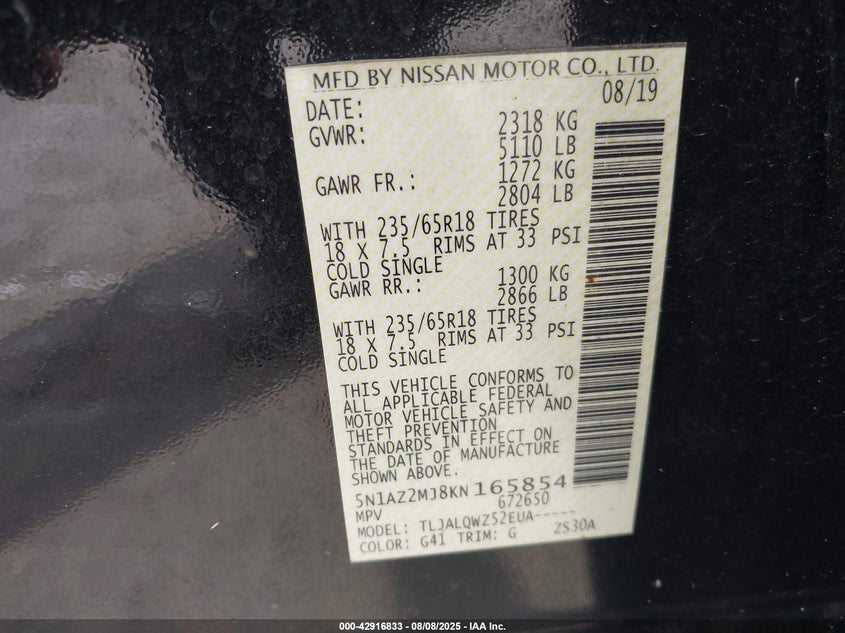 MFD BY NISSAN MOTOR CO., LTD.
DATE: 08/19
GVWR: 2318 KG
5110 LB
GAWR FR.: 1272 KG
2804 LB
WITH 235/65R18 TIRES
18 X 7.5 RIMS AT 33 PSI
COLD SINGLE
GAWR RR.: 1300 KG
2866 LB
WITH 235/65R18 TIRES
18 X 7.5 RIMS AT 33 PSI
COLD SINGLE
THIS VEHICLE CONFORMS TO
ALL APPLICABLE FEDERAL
MOTOR VEHICLE SAFETY AND
THEFT PREVENTION
STANDARDS IN EFFECT ON
THE DATE OF MANUFACTURE
SHOWN ABOVE.
5N1AZ2MJ8KN165854
MPV 672650
MODEL: TLJALQWZ52EUA-----
COLOR: G41 TRIM: G ZS30A
000-42916833 - 08/08/2025 - IAA Inc.